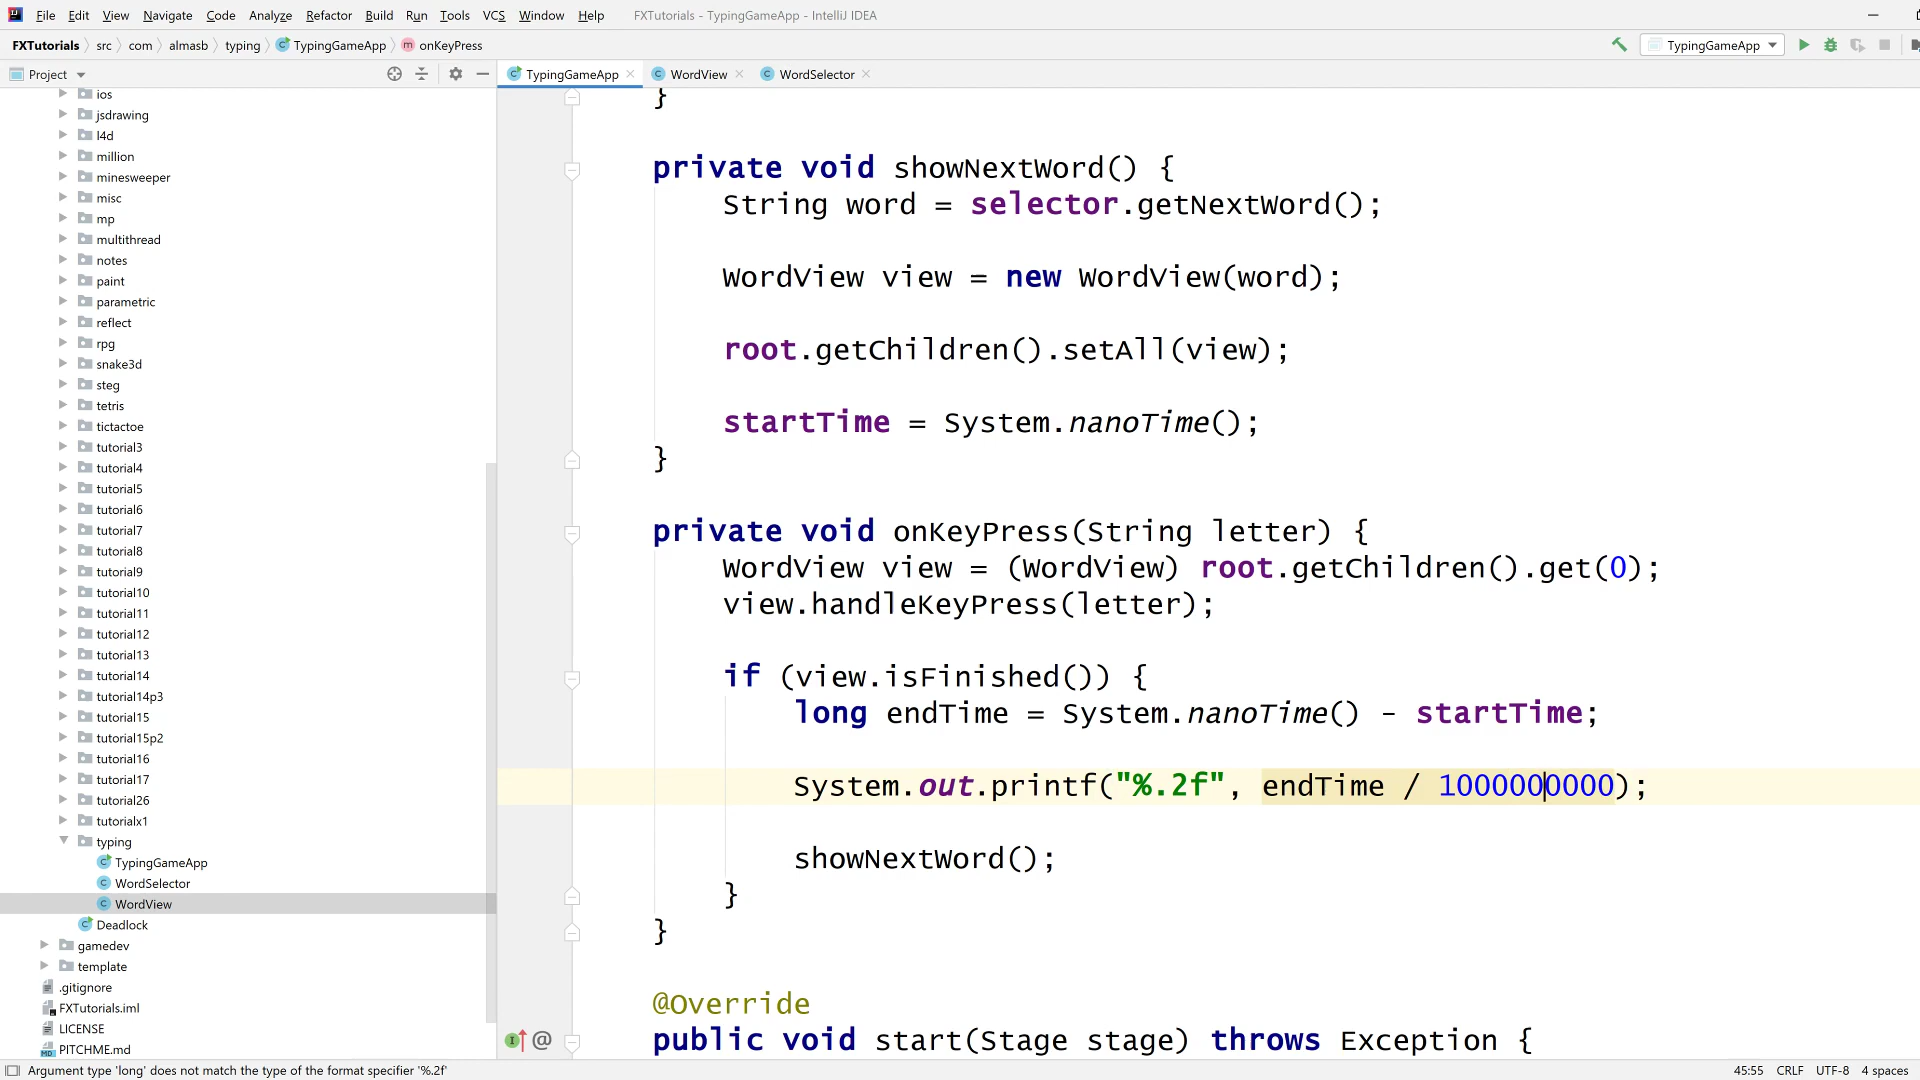 File Edit View Navigate Code Analyze Refactor Build Run Tools VCS Window Help FXTutorials - TypingGameApp - IntelliJ IDEA
FXTutorials src com almasb typing TypingGameApp onKeyPress TypingGameApp
Project TypingGameApp WordView WordSelector
ios
jsdrawing
l4d
million
minesweeper
misc
mp
multithread
notes
paint
parametric
reflect
rpg
snake3d
steg
tetris
tictactoe
tutorial3
tutorial4
tutorial5
tutorial6
tutorial7
tutorial8
tutorial9
tutorial10
tutorial11
tutorial12
tutorial13
tutorial14
tutorial14p3
tutorial15
tutorial15p2
tutorial16
tutorial17
tutorial26
tutorialx1
typing
TypingGameApp
WordSelector
WordView
Deadlock
gamedev
template
.gitignore
FXTutorials.iml
LICENSE
PITCHME.md
}
private void showNextWord() {
String word = selector.getNextWord();
WordView view = new WordView(word);
root.getChildren().setAll(view);
startTime = System.nanoTime();
}
private void onKeyPress(String letter) {
WordView view = (WordView) root.getChildren().get(0);
view.handleKeyPress(letter);
if (view.isFinished()) {
long endTime = System.nanoTime() - startTime;
System.out.printf("%.2f", endTime / 1000000000);
showNextWord();
}
}
@Override
public void start(Stage stage) throws Exception {
Argument type 'long' does not match the type of the format specifier '%.2f' 45:55 CRLF UTF-8 4 spaces